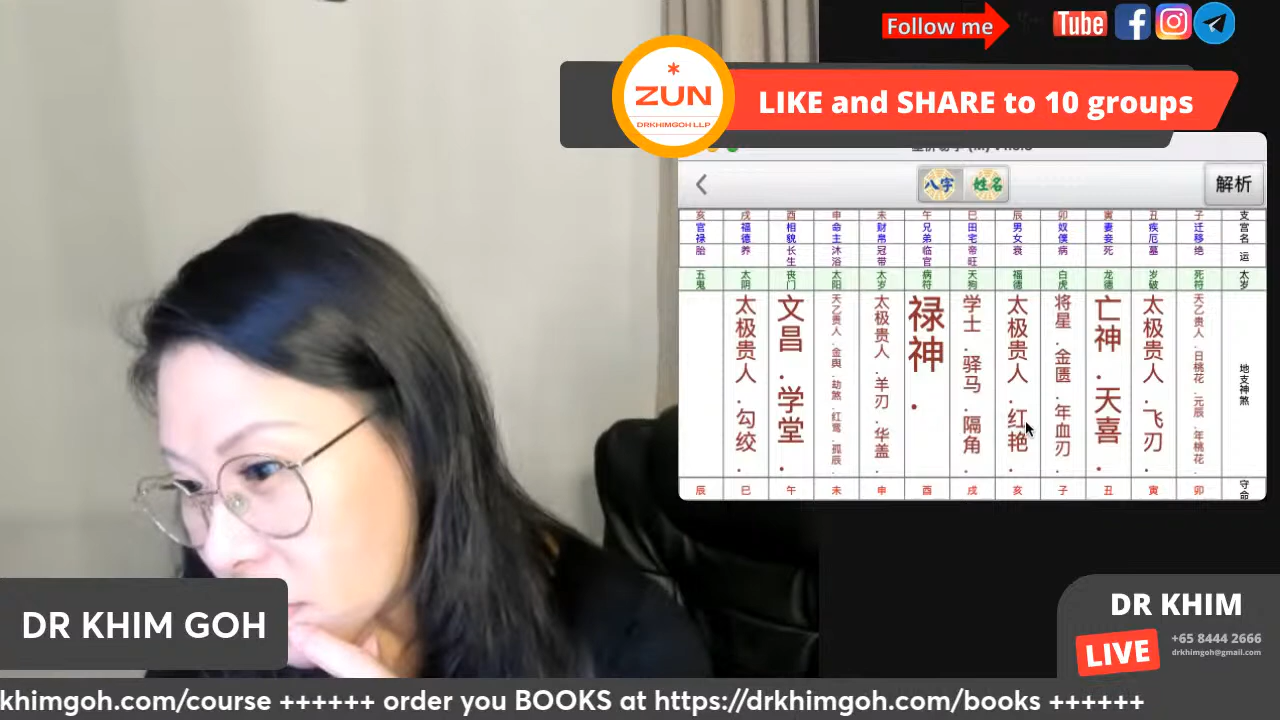 Follow me
Tube
f
ZUN
DRKHIMGOH LLP
LIKE and SHARE to 10 groups
八字 姓名
解析
亥 戌 酉 申 未 午 巳 辰 卯 寅 丑 子 支
官禄 福德 相貌 命主 财帛 兄弟 田宅 男女 奴僕 妻妾 疾厄 迁移 宫名
胎 养 长生 沐浴 冠带 临官 帝旺 衰 病 死 墓 绝 运
五鬼 太阴 丧门 太阳 太岁 病符 天狗 福德 白虎 龙德 岁破 死符 太岁
太极贵人 . 勾绞 .
文昌 . 学堂 .
天乙贵人 . 金舆 . 劫煞 . 红鸾 . 孤辰 .
太极贵人 . 羊刃 . 华盖 .
禄神 .
学士 . 驿马 . 隔角 .
太极贵人 . 红艳 .
将星 . 金匮 . 年血刃 .
亡神 . 天喜 .
太极贵人 . 飞刃 .
天乙贵人 . 日桃花 . 元辰 . 年桃花 .
地支神煞
辰 巳 午 未 申 酉 戌 亥 子 丑 寅 卯 守命
DR KHIM GOH
DR KHIM
LIVE
+65 8444 2666
drkhimgoh@gmail.com
khimgoh.com/course ++++++ order you BOOKS at https://drkhimgoh.com/books ++++++